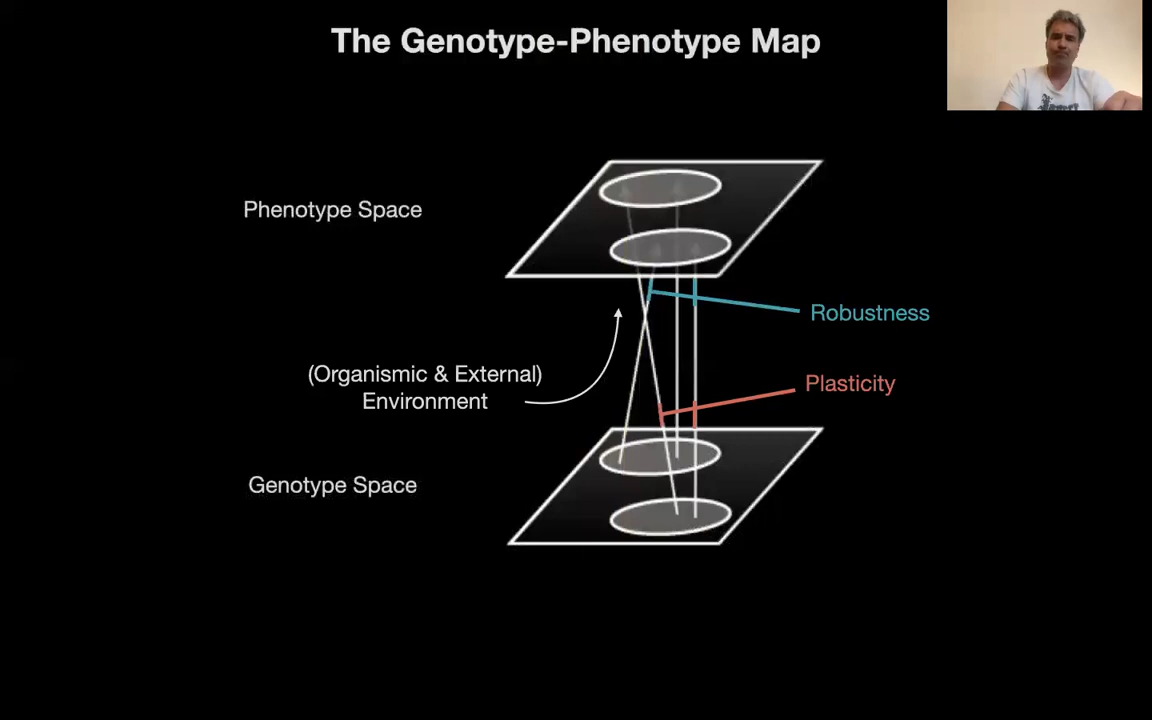 The Genotype-Phenotype Map
Phenotype Space
Robustness
(Organismic & External)
Environment
Plasticity
Genotype Space